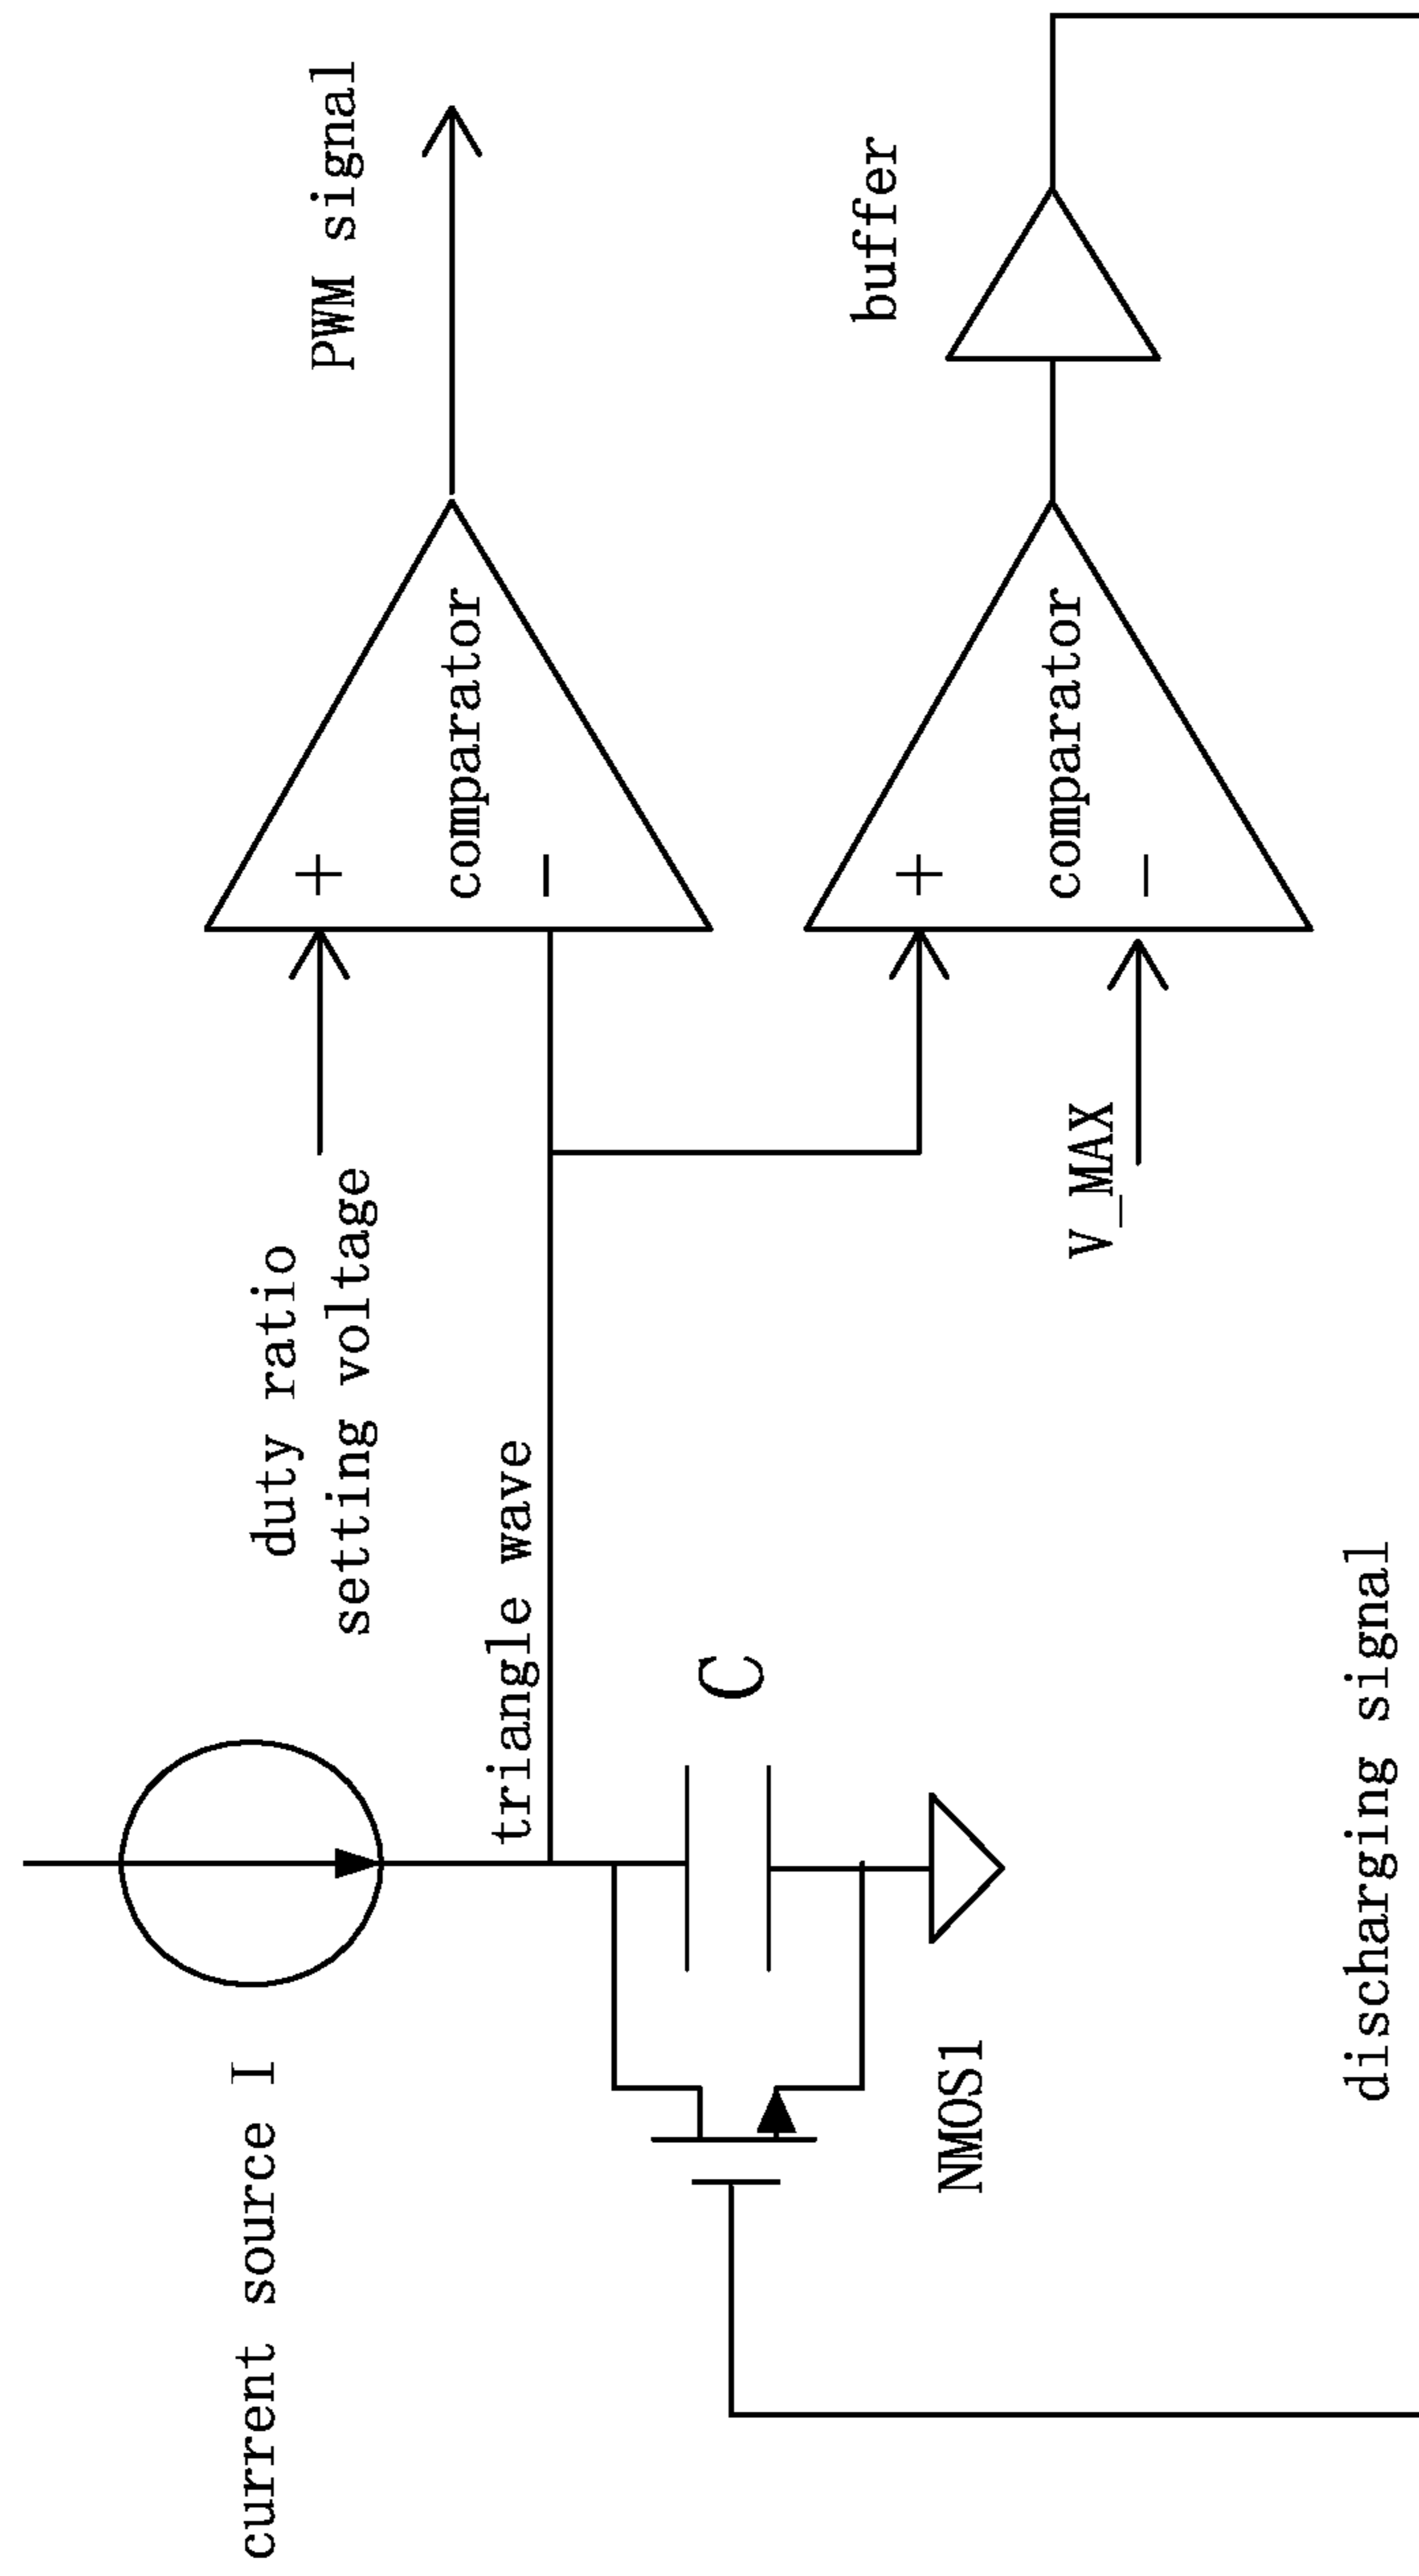 current source I
duty ratio
setting voltage
PWM signal
triangle wave
+
comparator
−
C
NMOS1
V_MAX
+
comparator
−
buffer
discharging signal